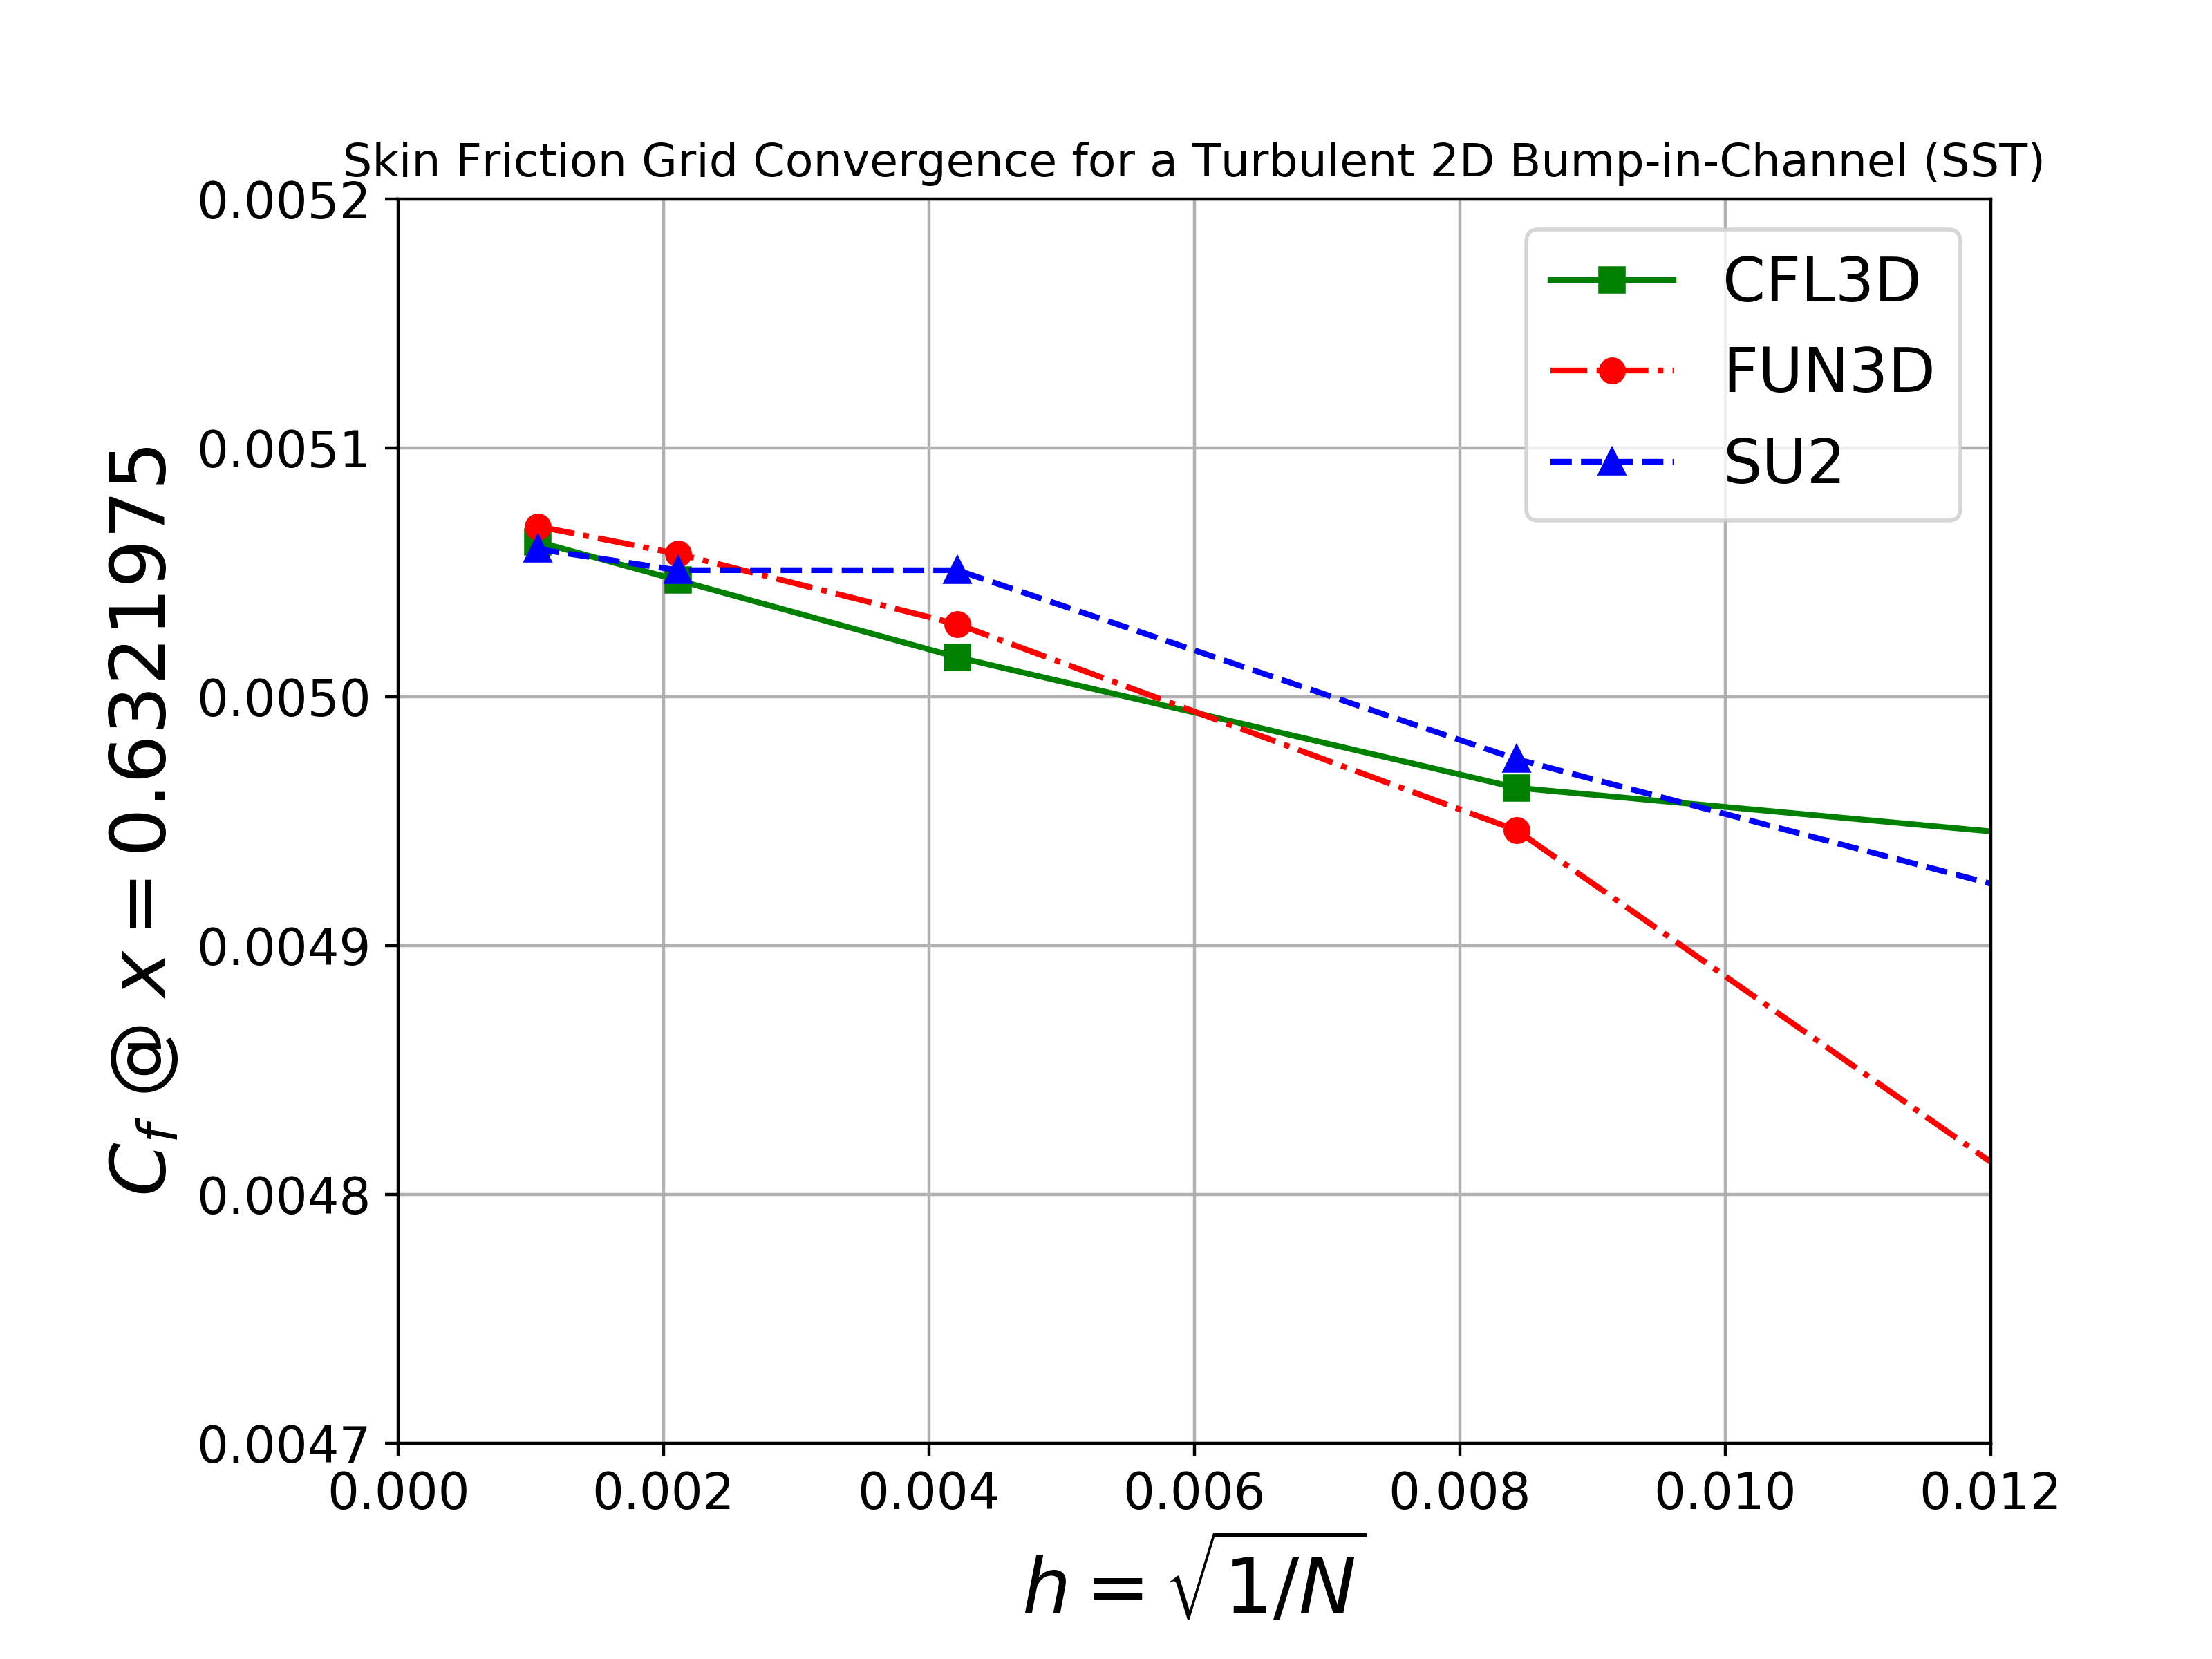 Skin Friction Grid Convergence for a Turbulent 2D Bump-in-Channel (SST)
0.0052
0.0051
0.0050
0.0049
0.0048
0.0047
C_f @ x = 0.6321975
CFL3D
FUN3D
SU2
0.000 0.002 0.004 0.006 0.008 0.010 0.012
h = √1/N